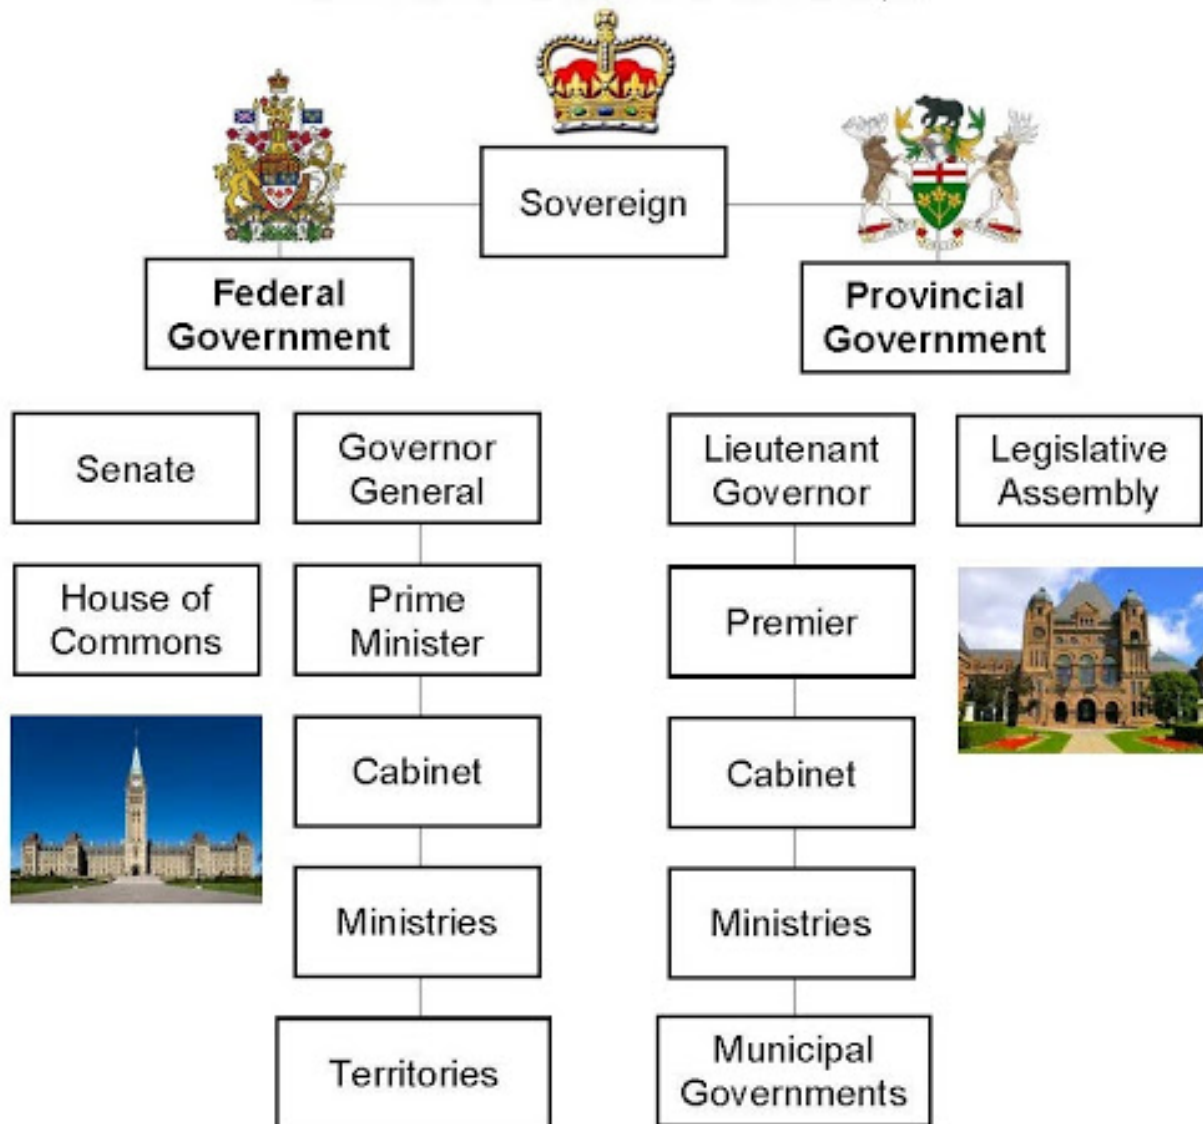 Sovereign
Federal
Government
Provincial
Government
Senate
Governor
General
Lieutenant
Governor
Legislative
Assembly
House of
Commons
Prime
Minister
Premier
Cabinet
Cabinet
Ministries
Ministries
Territories
Municipal
Governments